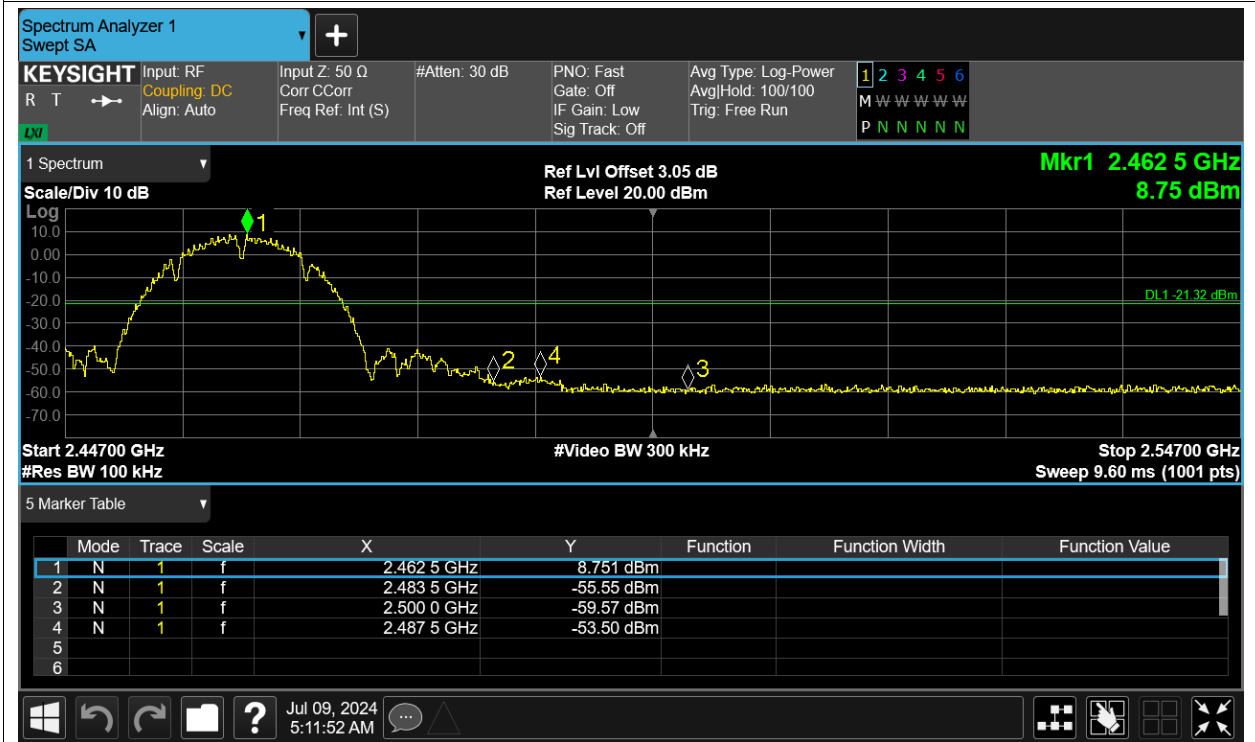 Spectrum Analyzer 1
Swept SA
KEYSIGHT
R T
LXI
Input: RF
Coupling: DC
Align: Auto
Input Z: 50 Ω
Corr CCorr
Freq Ref: Int (S)
#Atten: 30 dB
PNO: Fast
Gate: Off
IF Gain: Low
Sig Track: Off
Avg Type: Log-Power
Avg|Hold: 100/100
Trig: Free Run
1 2 3 4 5 6
M W W W W W
P N N N N N
1 Spectrum
Scale/Div 10 dB
Ref Lvl Offset 3.05 dB
Ref Level 20.00 dBm
Mkr1 2.462 5 GHz
8.75 dBm
Log
10.0
0.00
-10.0
-20.0
-30.0
-40.0
-50.0
-60.0
-70.0
1
2
4
3
DL1 -21.32 dBm
Start 2.44700 GHz
#Video BW 300 kHz
Stop 2.54700 GHz
#Res BW 100 kHz
Sweep 9.60 ms (1001 pts)
5 Marker Table
Mode Trace Scale X Y Function Function Width Function Value
1 N 1 f 2.462 5 GHz 8.751 dBm
2 N 1 f 2.483 5 GHz -55.55 dBm
3 N 1 f 2.500 0 GHz -59.57 dBm
4 N 1 f 2.487 5 GHz -53.50 dBm
5
6
?
Jul 09, 2024
5:11:52 AM